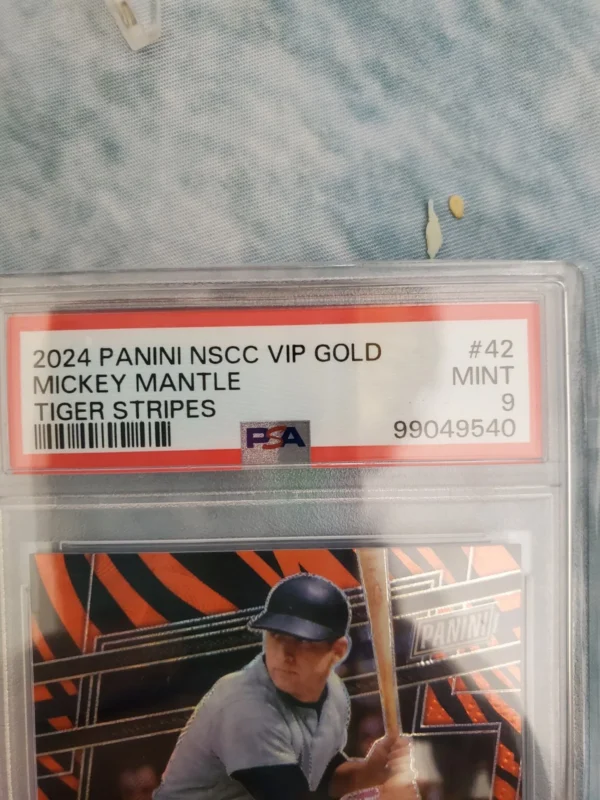 2024 PANINI NSCC VIP GOLD #42
MICKEY MANTLE MINT
TIGER STRIPES 9
PSA 99049540
PANINI